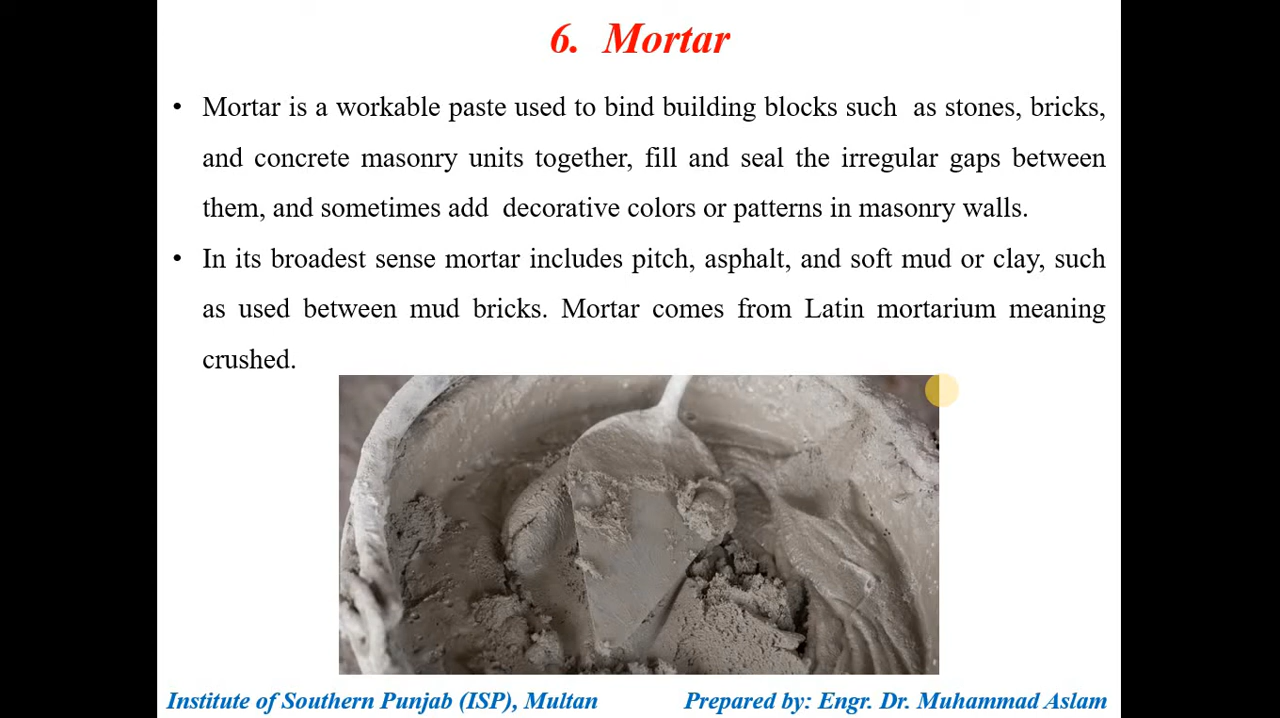 6. Mortar
• Mortar is a workable paste used to bind building blocks such as stones, bricks,
and concrete masonry units together, fill and seal the irregular gaps between
them, and sometimes add decorative colors or patterns in masonry walls.
• In its broadest sense mortar includes pitch, asphalt, and soft mud or clay, such
as used between mud bricks. Mortar comes from Latin mortarium meaning
crushed.
Institute of Southern Punjab (ISP), Multan Prepared by: Engr. Dr. Muhammad Aslam